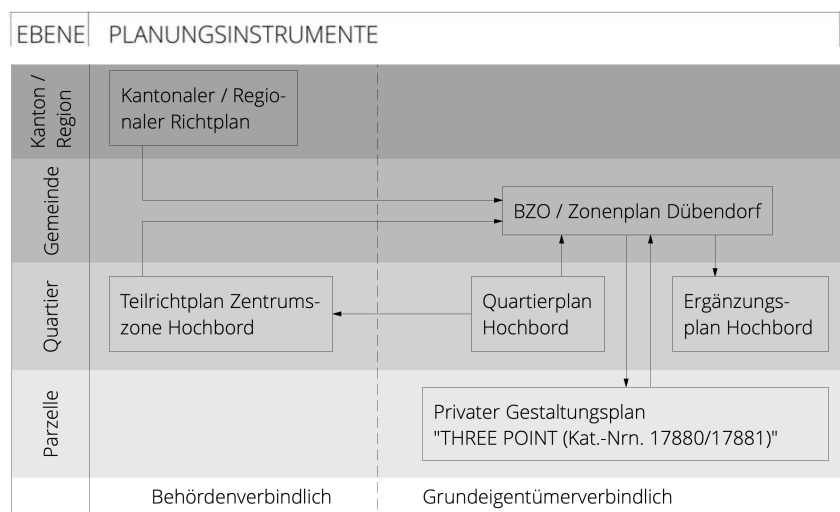 EBENE PLANUNGSINSTRUMENTE
Kanton /
Region
Kantonaler / Regio-
naler Richtplan
Gemeinde
BZO / Zonenplan Dübendorf
Quartier
Teilrichtplan Zentrums-
zone Hochbord
Quartierplan
Hochbord
Ergänzungs-
plan Hochbord
Parzelle
Privater Gestaltungsplan
"THREE POINT (Kat.-Nrn. 17880/17881)"
Behördenverbindlich
Grundeigentümerverbindlich